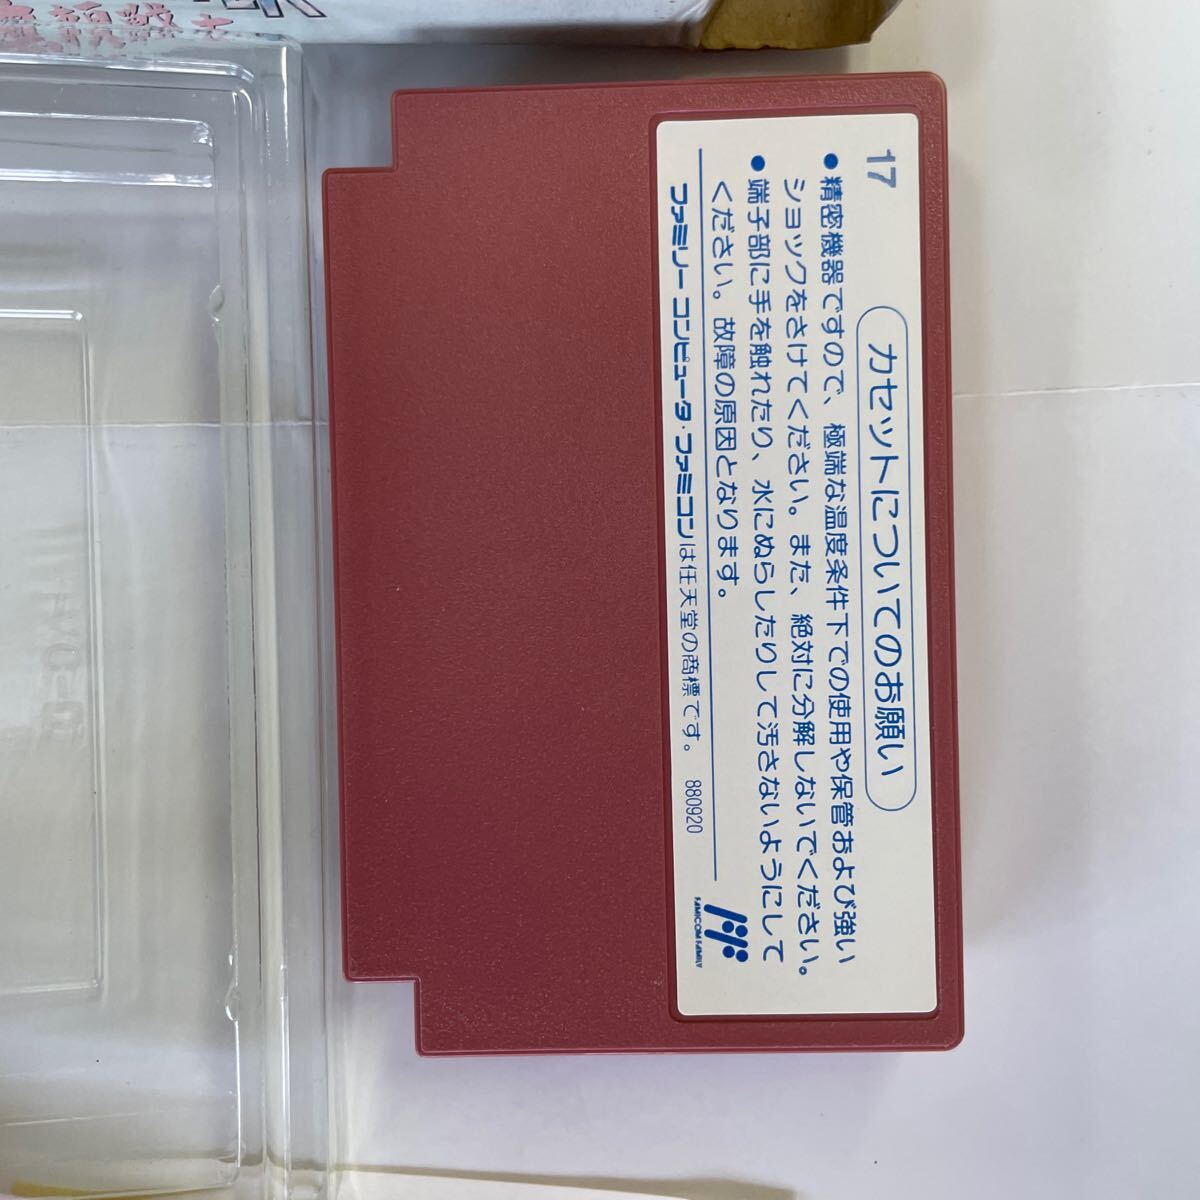 17
カセットについてのお願い
●精密機器ですので、極端な温度条件下での使用や保管および強い
ショックをさけてください。また、絶対に分解しないでください。
●端子部に手を触れたり、水にぬらしたりして汚さないようにして
ください。故障の原因となります。
ファミリー コンピュータ・ファミコンは任天堂の商標です。 880920
FAMICOM FAMILY